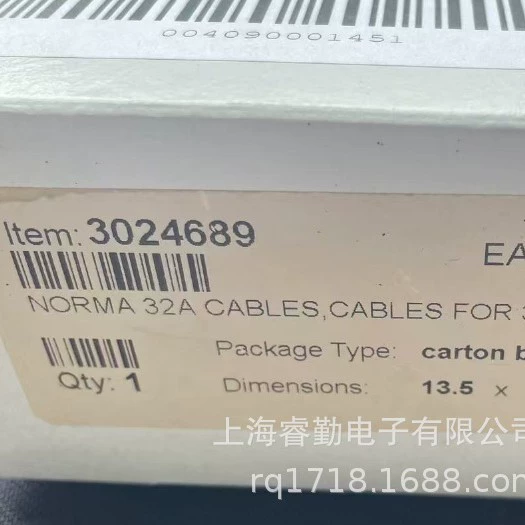 004090001451
Item: 3024689
EA
NORMA 32A CABLES,CABLES FOR 3
Package Type: carton b
Qty: 1
Dimensions: 13.5 ×
上海睿勤电子有限公司
rq1718.1688.com